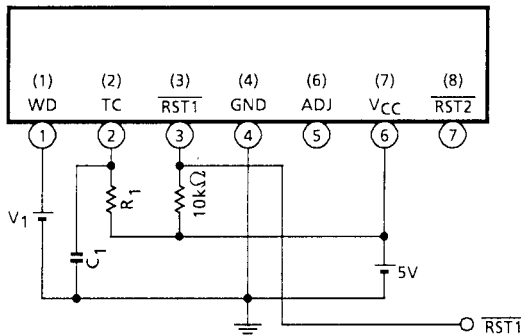 (1) (2) (3) (4) (6) (7) (8)
WD TC RST1 GND ADJ VCC RST2
1 2 3 4 5 6 7
V1
C1
R1
10kΩ
5V
RST1